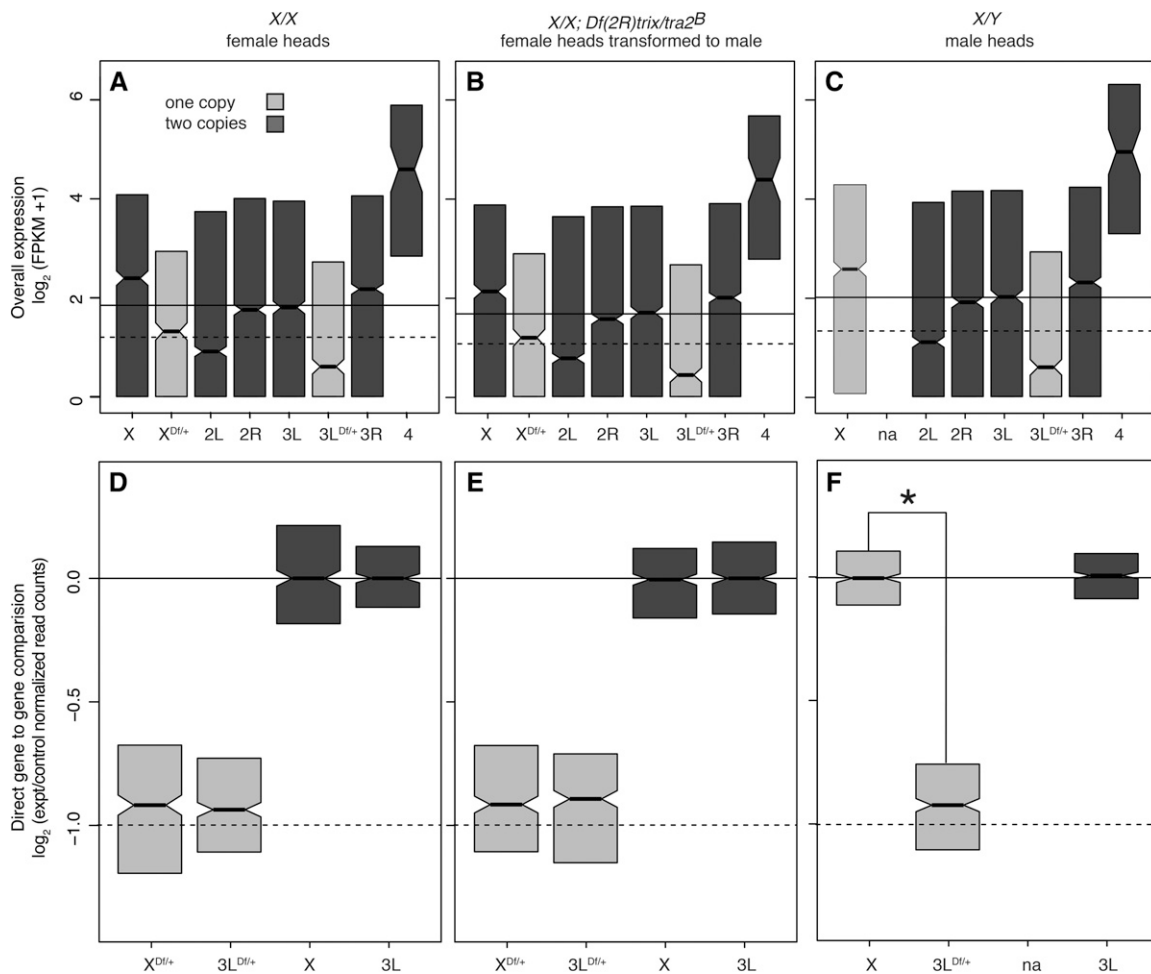 X/X
female heads
X/X; Df(2R)trix/tra2B
female heads transformed to male
X/Y
male heads
A
B
C
one copy
two copies
Overall expression
log2 (FPKM +1)
6
4
2
0
X XDf/+ 2L 2R 3L 3LDf/+ 3R 4
X XDf/+ 2L 2R 3L 3LDf/+ 3R 4
X na 2L 2R 3L 3LDf/+ 3R 4
D
E
F
*
Direct gene to gene comparision
log2 (expt/control normalized read counts)
0.0
−0.5
−1.0
XDf/+ 3LDf/+ X 3L
XDf/+ 3LDf/+ X 3L
X 3LDf/+ na 3L